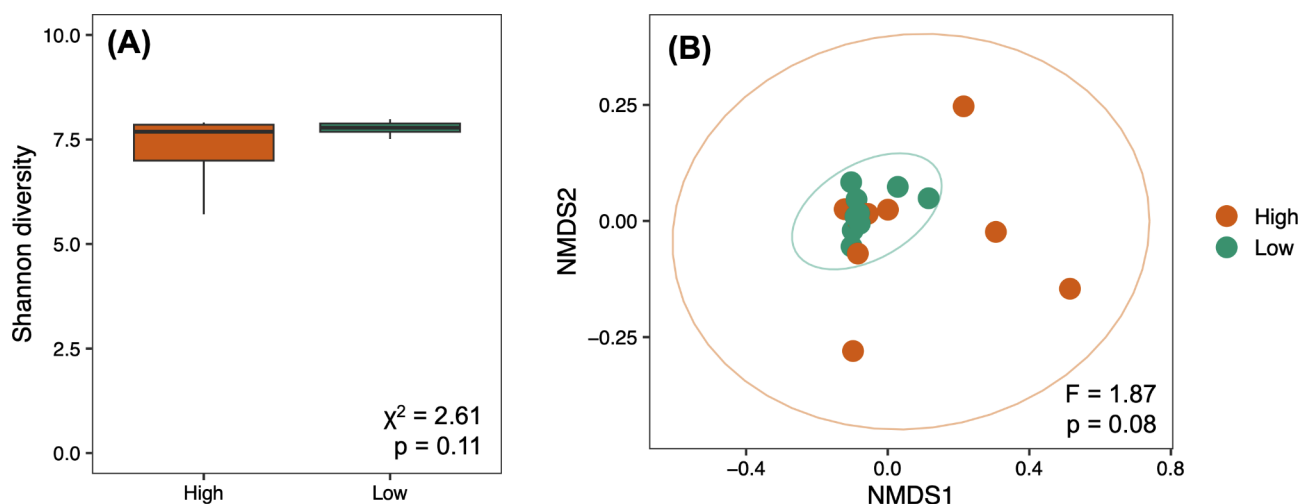 (A)
Shannon diversity
10.0
7.5
5.0
2.5
0.0
χ² = 2.61
p = 0.11
High
Low
(B)
NMDS2
0.25
0.00
−0.25
F = 1.87
p = 0.08
−0.4
0.0
0.4
0.8
NMDS1
High
Low